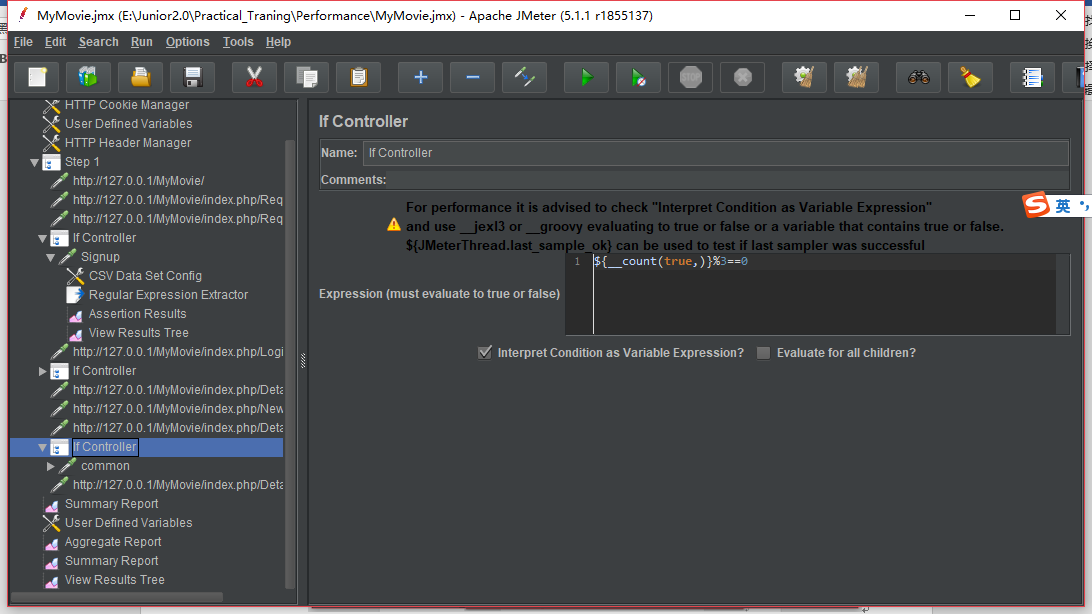 MyMovie.jmx (E:\Junior2.0\Practical_Traning\Performance\MyMovie.jmx) - Apache JMeter (5.1.1 r1855137)
File Edit Search Run Options Tools Help
STOP
HTTP Cookie Manager
User Defined Variables
HTTP Header Manager
Step 1
http://127.0.0.1/MyMovie/
http://127.0.0.1/MyMovie/index.php/Req
http://127.0.0.1/MyMovie/index.php/Req
If Controller
Signup
CSV Data Set Config
Regular Expression Extractor
Assertion Results
View Results Tree
http://127.0.0.1/MyMovie/index.php/Logi
If Controller
http://127.0.0.1/MyMovie/index.php/Deta
http://127.0.0.1/MyMovie/index.php/New
http://127.0.0.1/MyMovie/index.php/Deta
If Controller
common
http://127.0.0.1/MyMovie/index.php/Deta
Summary Report
User Defined Variables
Aggregate Report
Summary Report
View Results Tree
If Controller
Name: If Controller
Comments:
For performance it is advised to check "Interpret Condition as Variable Expression"
and use __jexl3 or __groovy evaluating to true or false or a variable that contains true or false.
${JMeterThread.last_sample_ok} can be used to test if last sampler was successful
Expression (must evaluate to true or false)
1 ${__count(true,)}%3==0
Interpret Condition as Variable Expression? Evaluate for all children?
S 英